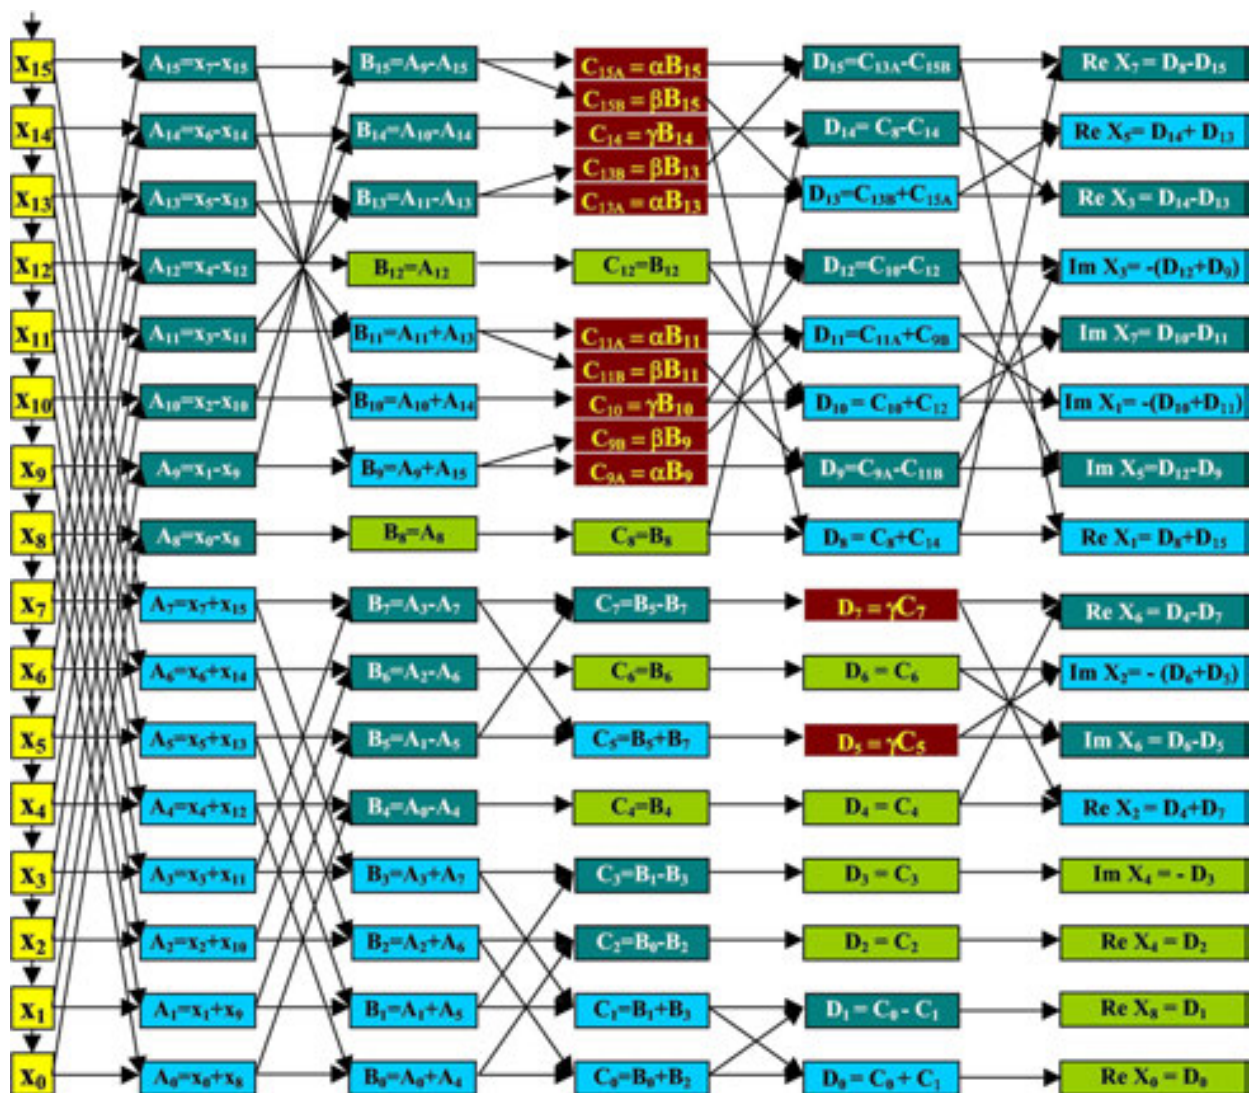 x₁₅ A₁₅=x₇-x₁₅ B₁₅=A₉-A₁₅ C₁₅A = αB₁₅ D₁₅=C₁₃A-C₁₅B Re X₇ = D₈-D₁₅
C₁₅B = βB₁₅
x₁₄ A₁₄=x₆-x₁₄ B₁₄=A₁₀-A₁₄ C₁₄ = γB₁₄ D₁₄= C₈-C₁₄ Re X₅= D₁₄+ D₁₃
C₁₃B = βB₁₃
x₁₃ A₁₃=x₅-x₁₃ B₁₃=A₁₁-A₁₃ C₁₃A = αB₁₃ D₁₃=C₁₃B+C₁₅A Re X₃ = D₁₄-D₁₃
x₁₂ A₁₂=x₄-x₁₂ B₁₂=A₁₂ C₁₂=B₁₂ D₁₂=C₁₀-C₁₂ Im X₃= -(D₁₂+D₉)
x₁₁ A₁₁=x₃-x₁₁ B₁₁=A₁₁+A₁₃ C₁₁A = αB₁₁ D₁₁=C₁₁A+C₉B Im X₇= D₁₀-D₁₁
C₁₁B = βB₁₁
x₁₀ A₁₀=x₂-x₁₀ B₁₀=A₁₀+A₁₄ C₁₀ = γB₁₀ D₁₀= C₁₀+C₁₂ Im X₁= -(D₁₀+D₁₁)
C₉B = βB₉
x₉ A₉=x₁-x₉ B₉=A₉+A₁₅ C₉A = αB₉ D₉=C₉A-C₁₁B Im X₅=D₁₂-D₉
x₈ A₈=x₀-x₈ B₈=A₈ C₈=B₈ D₈ = C₈+C₁₄ Re X₁= D₈+D₁₅
x₇ A₇=x₇+x₁₅ B₇=A₃-A₇ C₇=B₅-B₇ D₇ = γC₇ Re X₆ = D₄-D₇
x₆ A₆=x₆+x₁₄ B₆=A₂-A₆ C₆=B₆ D₆ = C₆ Im X₂= - (D₆+D₅)
x₅ A₅=x₅+x₁₃ B₅=A₁-A₅ C₅=B₅+B₇ D₅ = γC₅ Im X₆ = D₆-D₅
x₄ A₄=x₄+x₁₂ B₄=A₀-A₄ C₄=B₄ D₄ = C₄ Re X₂ = D₄+D₇
x₃ A₃=x₃+x₁₁ B₃=A₃+A₇ C₃=B₁-B₃ D₃ = C₃ Im X₄ = - D₃
x₂ A₂=x₂+x₁₀ B₂=A₂+A₆ C₂=B₀-B₂ D₂ = C₂ Re X₄ = D₂
x₁ A₁=x₁+x₉ B₁=A₁+A₅ C₁=B₁+B₃ D₁ = C₀ - C₁ Re X₈ = D₁
x₀ A₀=x₀+x₈ B₀=A₀+A₄ C₀=B₀+B₂ D₀ = C₀ + C₁ Re X₀ = D₀